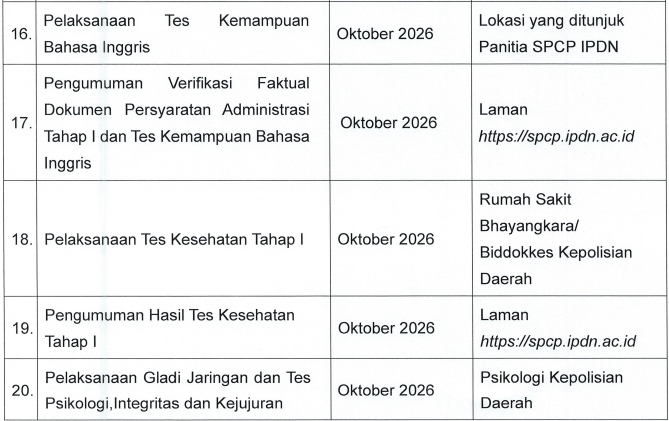 16. Pelaksanaan Tes Kemampuan
Bahasa Inggris
Oktober 2026
Lokasi yang ditunjuk
Panitia SPCP IPDN
17. Pengumuman Verifikasi Faktual
Dokumen Persyaratan Administrasi
Tahap I dan Tes Kemampuan Bahasa
Inggris
Oktober 2026
Laman
https://spcp.ipdn.ac.id
18. Pelaksanaan Tes Kesehatan Tahap I
Oktober 2026
Rumah Sakit
Bhayangkara/
Biddokkes Kepolisian
Daerah
19. Pengumuman Hasil Tes Kesehatan
Tahap I
Oktober 2026
Laman
https://spcp.ipdn.ac.id
20. Pelaksanaan Gladi Jaringan dan Tes
Psikologi,Integritas dan Kejujuran
Oktober 2026
Psikologi Kepolisian
Daerah